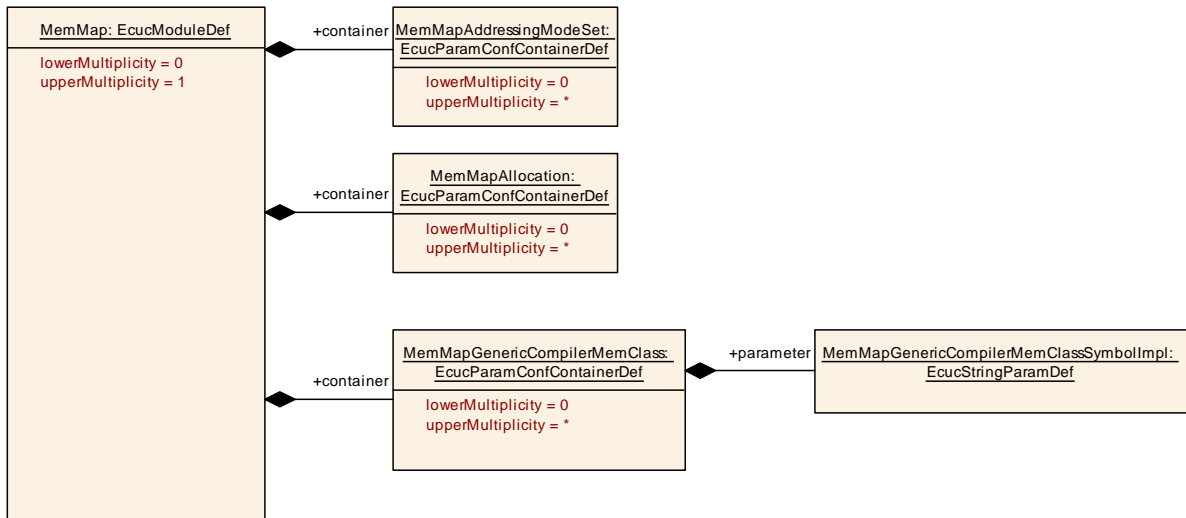 MemMap: EcucModuleDef
lowerMultiplicity = 0
upperMultiplicity = 1
+container
MemMapAddressingModeSet:
EcucParamConfContainerDef
lowerMultiplicity = 0
upperMultiplicity = *
+container
MemMapAllocation:
EcucParamConfContainerDef
lowerMultiplicity = 0
upperMultiplicity = *
+container
MemMapGenericCompilerMemClass:
EcucParamConfContainerDef
lowerMultiplicity = 0
upperMultiplicity = *
+parameter
MemMapGenericCompilerMemClassSymbolImpl:
EcucStringParamDef